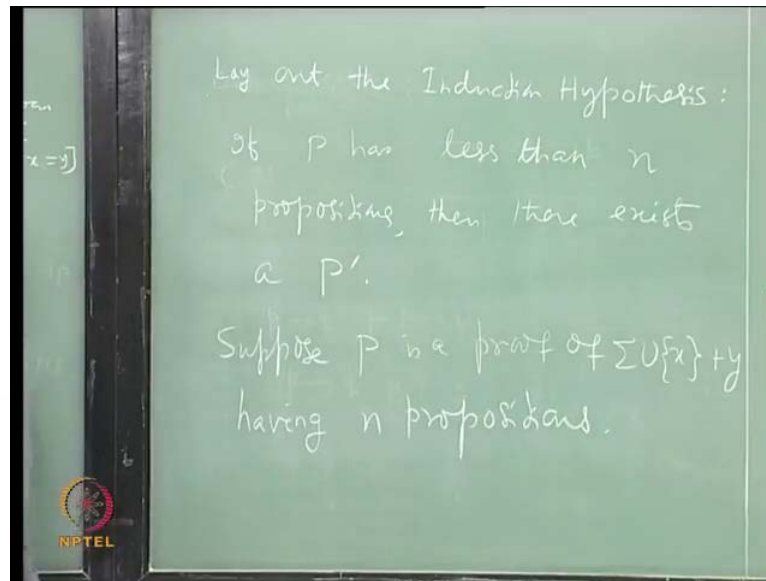 x = y]
Lay out the Induction Hypothesis :
If P has less than n
propositions, then there exists
a P'.
Suppose P is a proof of Σ∪{x} ⊢ y
having n propositions.
NPTEL